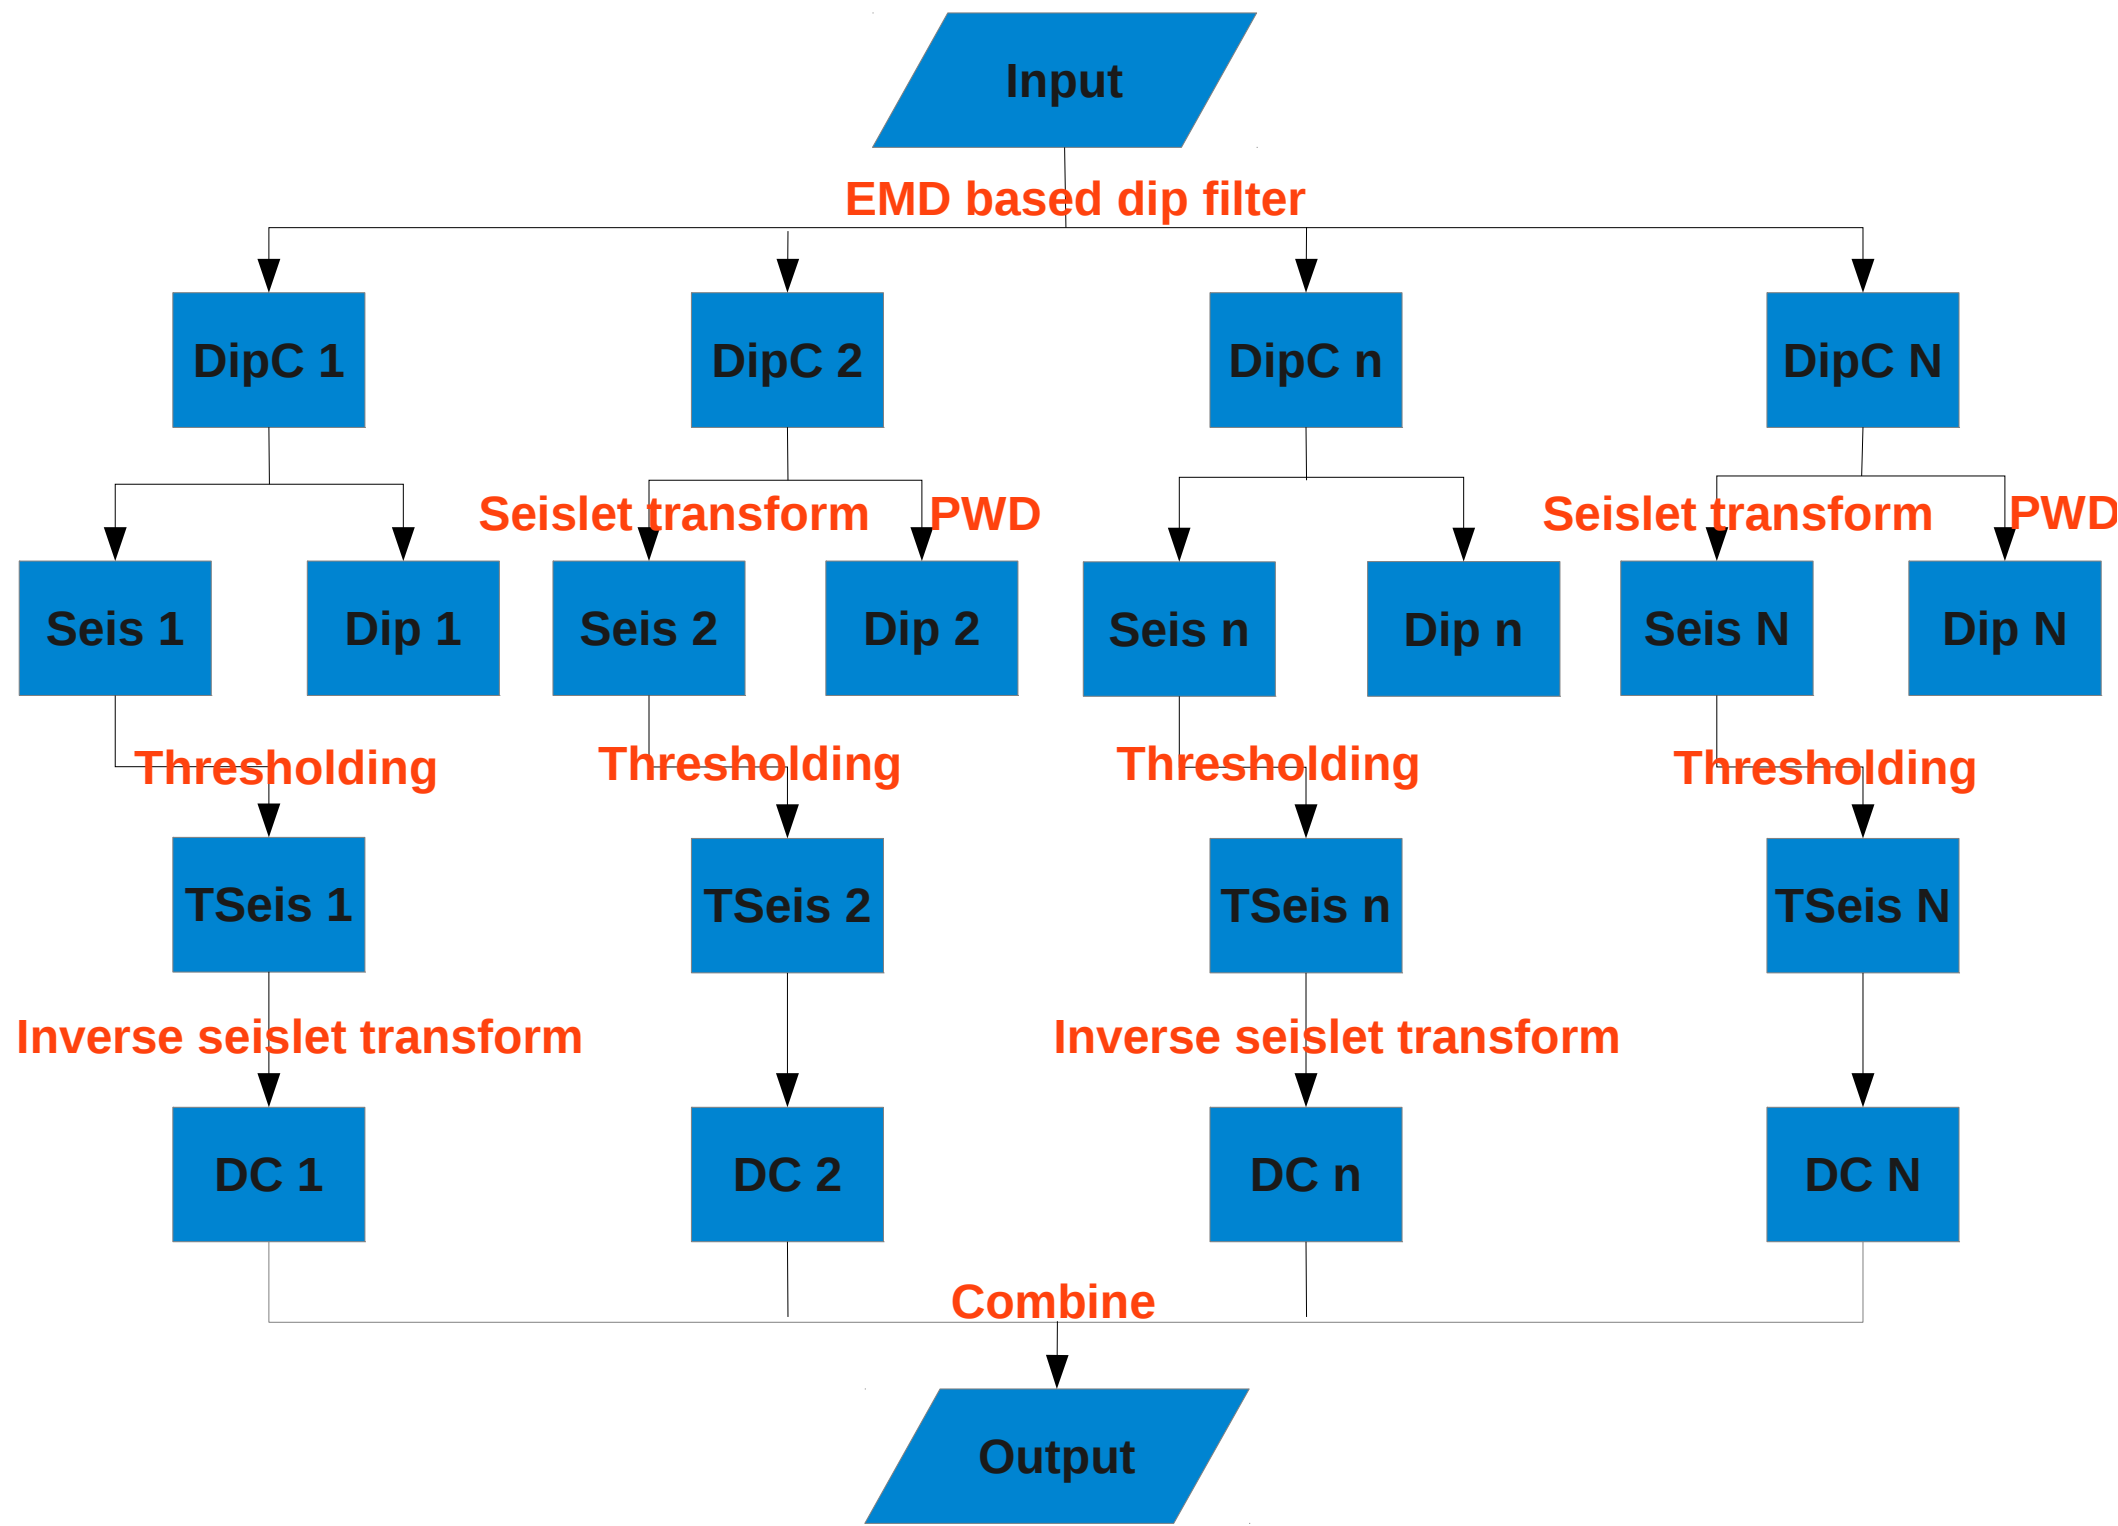 Input
EMD based dip filter
DipC 1
DipC 2
DipC n
DipC N
Seislet transform
PWD
Seislet transform
PWD
Seis 1
Dip 1
Seis 2
Dip 2
Seis n
Dip n
Seis N
Dip N
Thresholding
Thresholding
Thresholding
Thresholding
TSeis 1
TSeis 2
TSeis n
TSeis N
Inverse seislet transform
Inverse seislet transform
DC 1
DC 2
DC n
DC N
Combine
Output